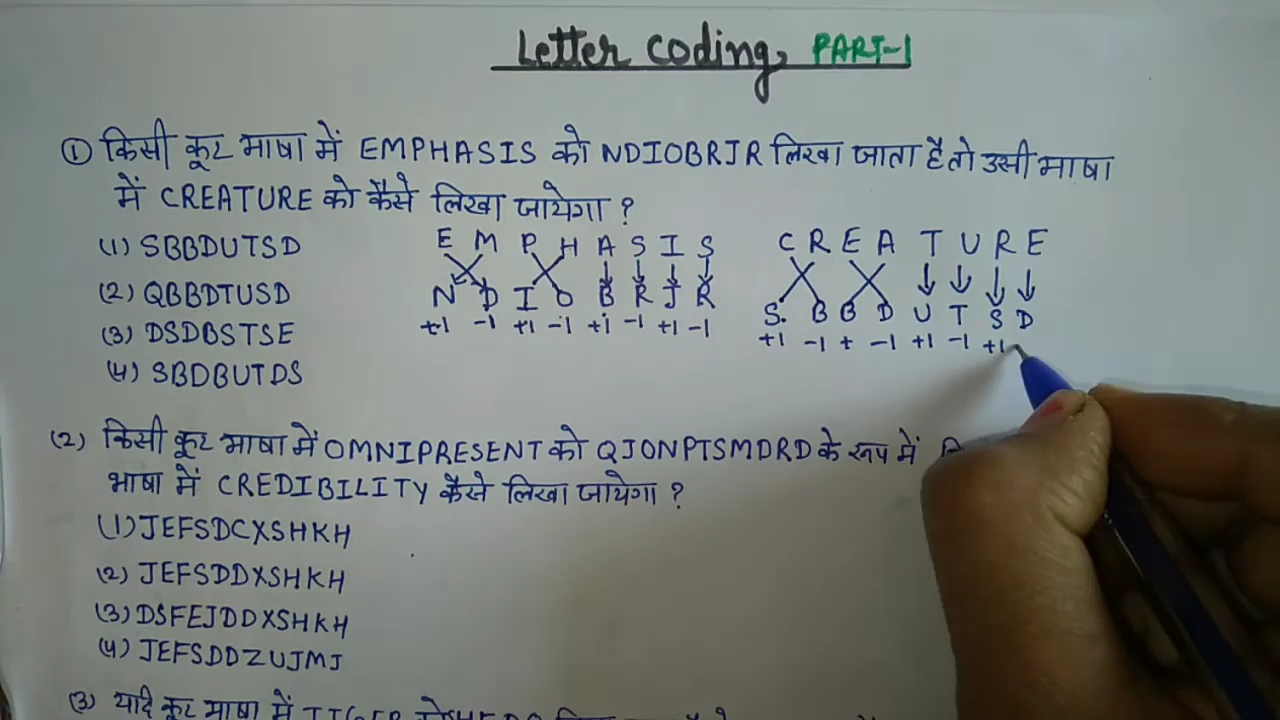 Letter Coding, PART-1
① किसी कूट भाषा में EMPHASIS को NDIOBRJR लिखा जाता है तो उसी भाषा
में CREATURE को कैसे लिखा जायेगा ?
(1) SBBDUTSD
(2) QBBDTUSD
(3) DSDBSTSE
(4) SBDBUTDS
E M P H A S I S
N D I O B R J R
+1 -1 +1 -1 +1 -1 +1 -1
C R E A T U R E
S. B B D U T S D
+1 -1 + -1 +1 -1 +1
(2) किसी कूट भाषा में OMNIPRESENT को QJONPTSMDRD के रूप में
भाषा में CREDIBILITY कैसे लिखा जायेगा ?
(1) JEFSDCXSHKH
(2) JEFSDDXSHKH
(3) DSFEJDDXSHKH
(4) JEFSDDZUJMJ
(3) यदि कूट भाषा में